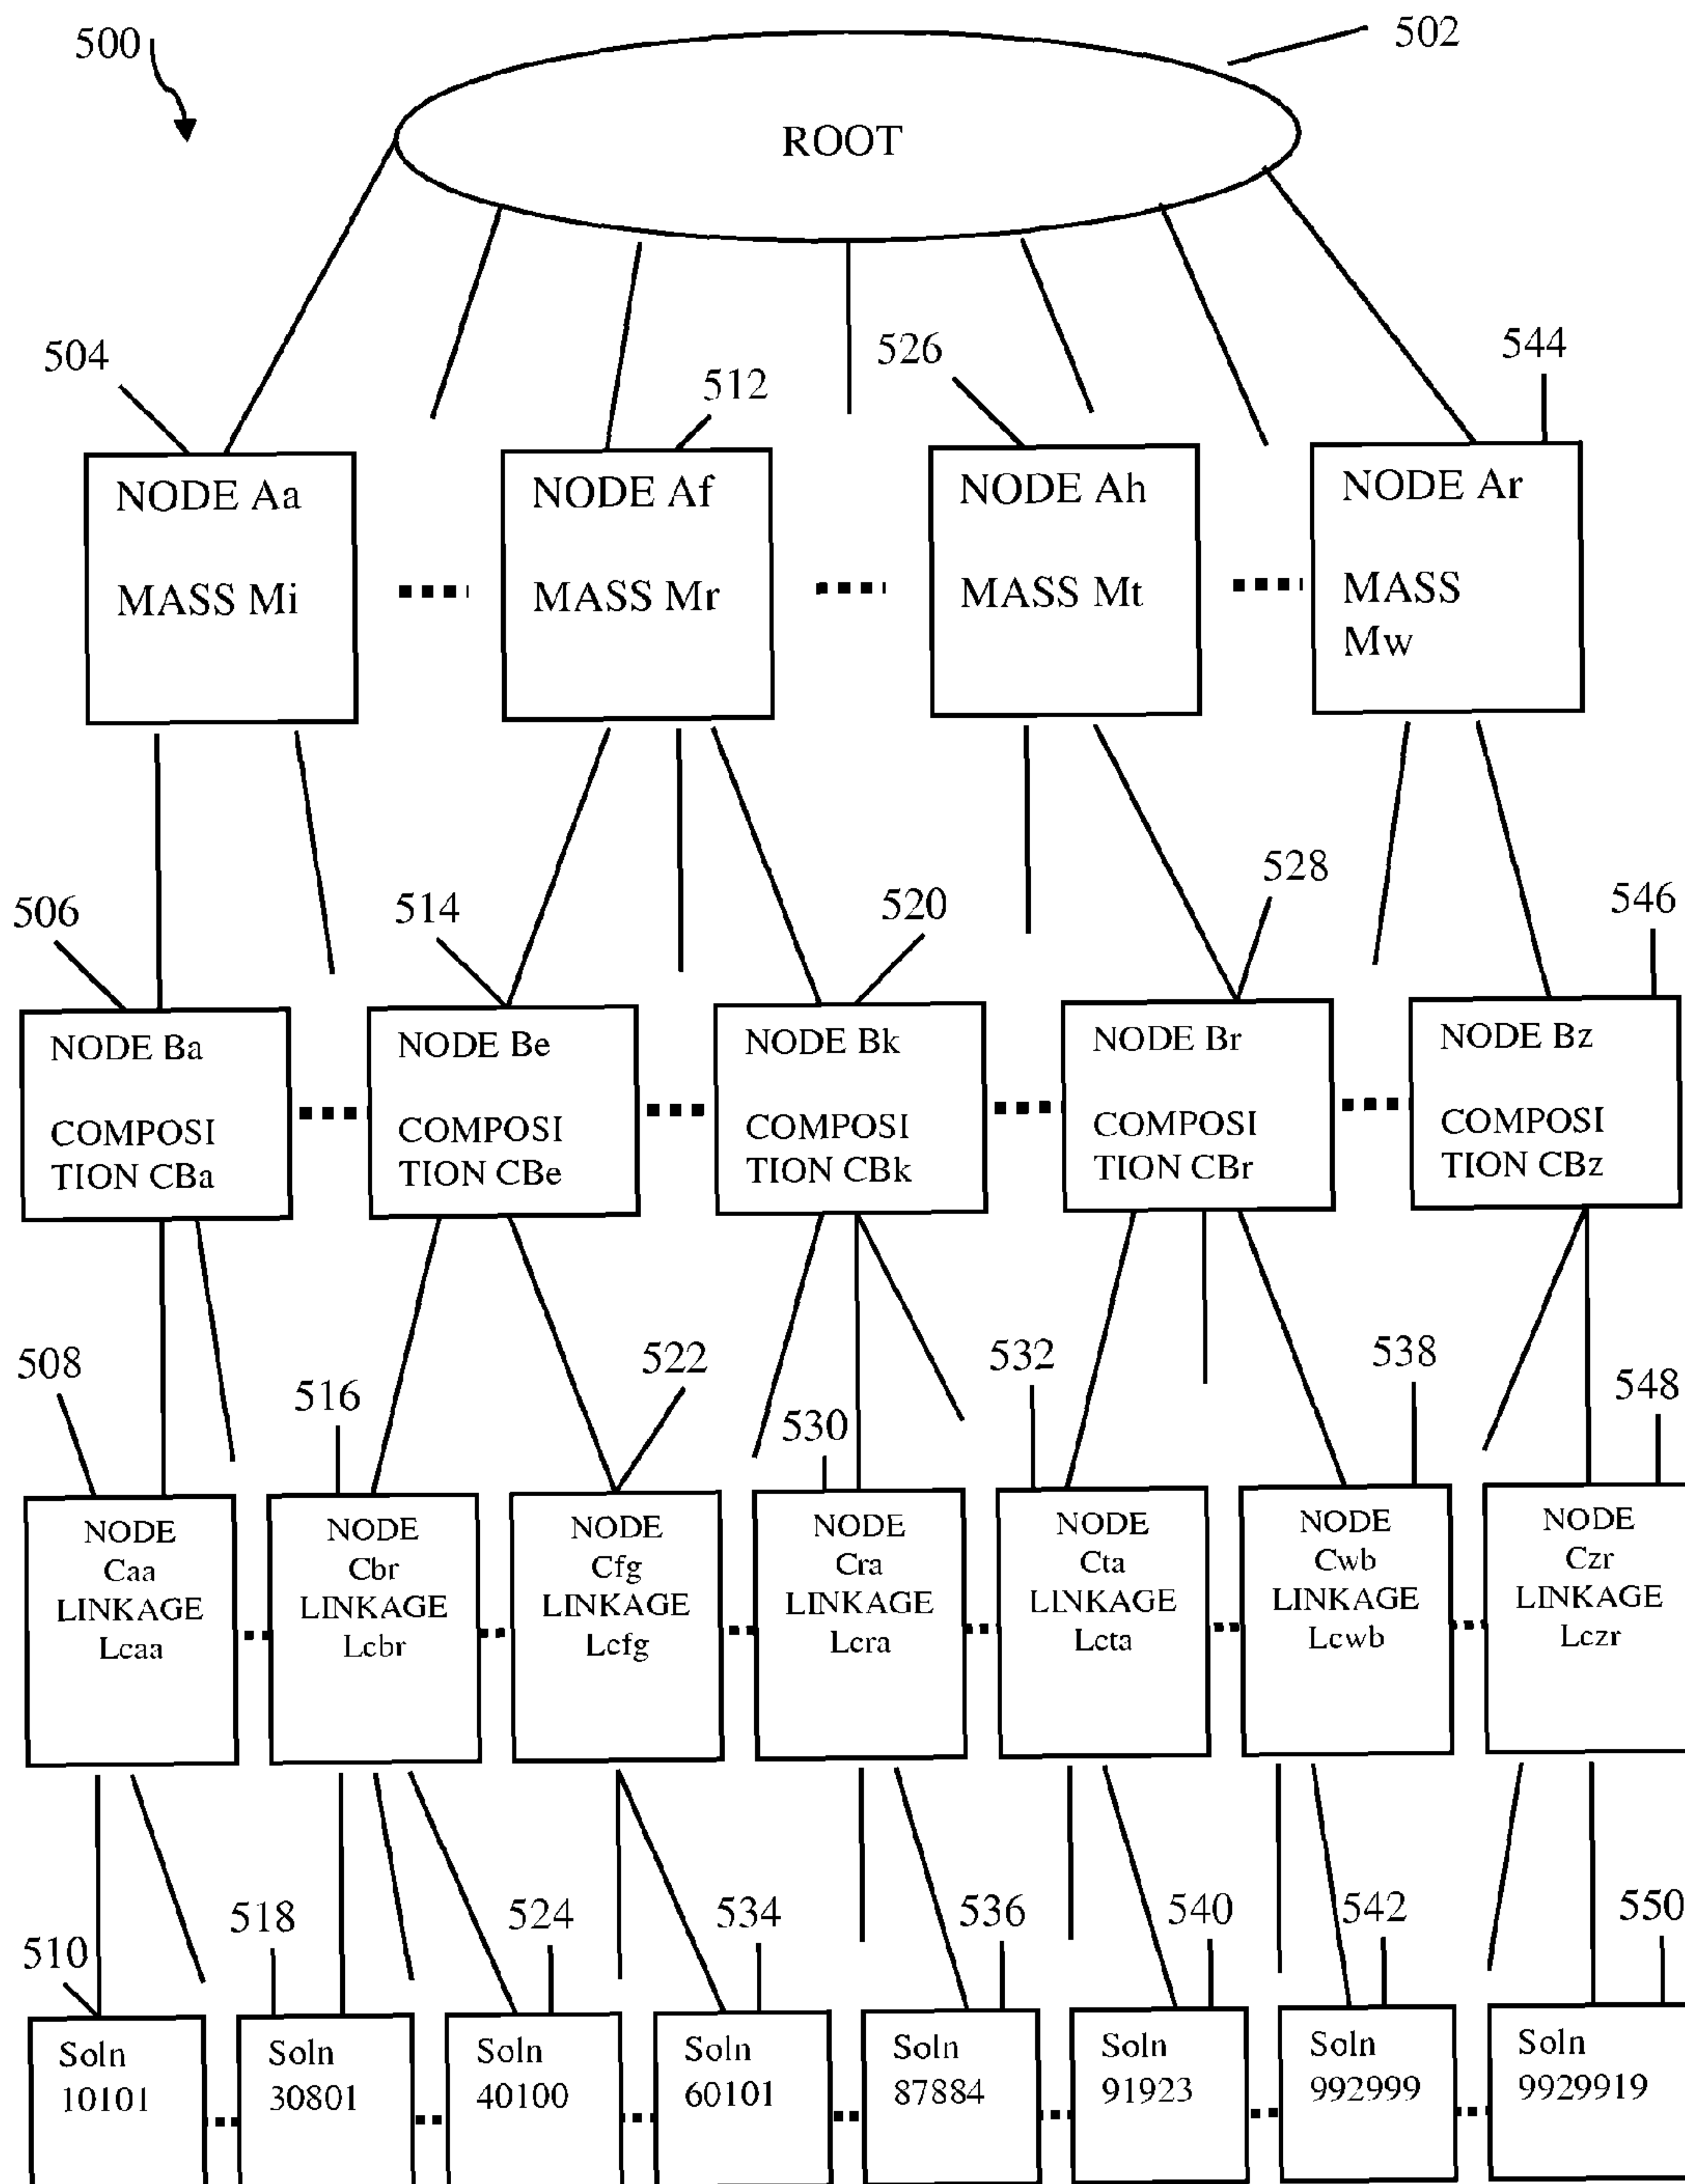 500
502
ROOT
504
512
526
544
NODE Aa
MASS Mi
NODE Af
MASS Mr
NODE Ah
MASS Mt
NODE Ar
MASS
Mw
506
514
520
528
546
NODE Ba
COMPOSI
TION CBa
NODE Be
COMPOSI
TION CBe
NODE Bk
COMPOSI
TION CBk
NODE Br
COMPOSI
TION CBr
NODE Bz
COMPOSI
TION CBz
508
516
522
530
532
538
548
NODE
Caa
LINKAGE
Lcaa
NODE
Cbr
LINKAGE
Lcbr
NODE
Cfg
LINKAGE
Lcfg
NODE
Cra
LINKAGE
Lcra
NODE
Cta
LINKAGE
Lcta
NODE
Cwb
LINKAGE
Lcwb
NODE
Czr
LINKAGE
Lczr
510
518
524
534
536
540
542
550
Soln
10101
Soln
30801
Soln
40100
Soln
60101
Soln
87884
Soln
91923
Soln
992999
Soln
9929919